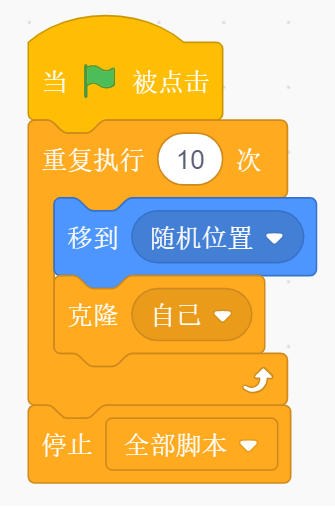 当 被点击
重复执行 10 次
移到 随机位置
克隆 自己
停止 全部脚本